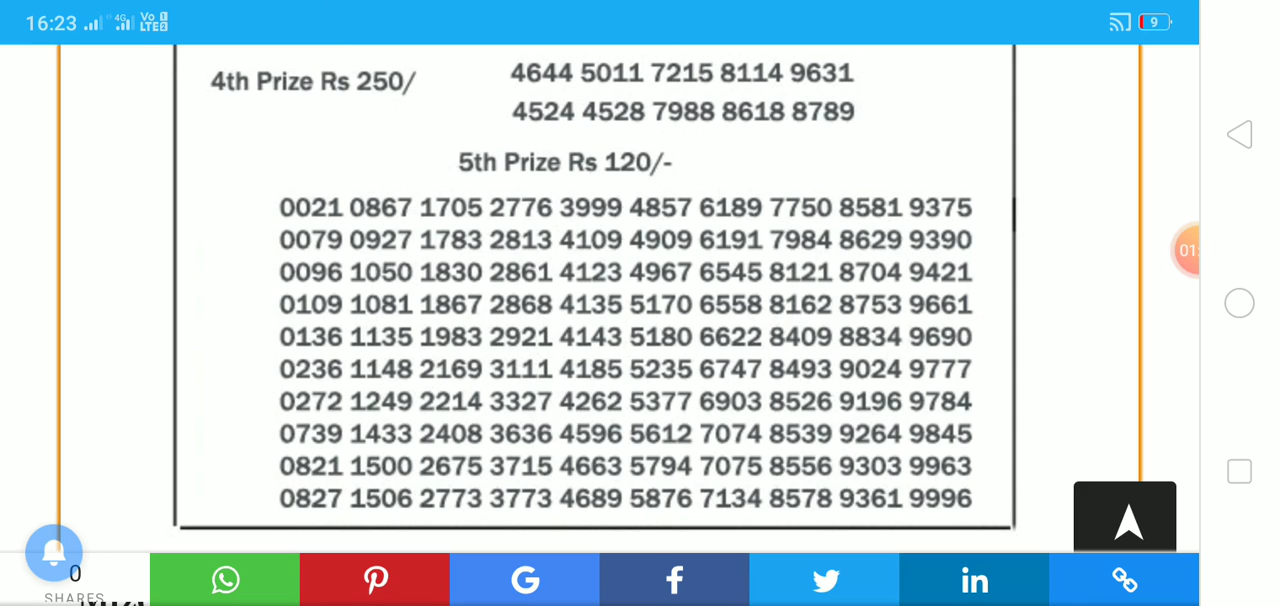 16:23 4G Vo LTE 1 2 9
4th Prize Rs 250/
4644 5011 7215 8114 9631
4524 4528 7988 8618 8789
5th Prize Rs 120/-
0021 0867 1705 2776 3999 4857 6189 7750 8581 9375
0079 0927 1783 2813 4109 4909 6191 7984 8629 9390
0096 1050 1830 2861 4123 4967 6545 8121 8704 9421
0109 1081 1867 2868 4135 5170 6558 8162 8753 9661
0136 1135 1983 2921 4143 5180 6622 8409 8834 9690
0236 1148 2169 3111 4185 5235 6747 8493 9024 9777
0272 1249 2214 3327 4262 5377 6903 8526 9196 9784
0739 1433 2408 3636 4596 5612 7074 8539 9264 9845
0821 1500 2675 3715 4663 5794 7075 8556 9303 9963
0827 1506 2773 3773 4689 5876 7134 8578 9361 9996
01:
0
SHARES